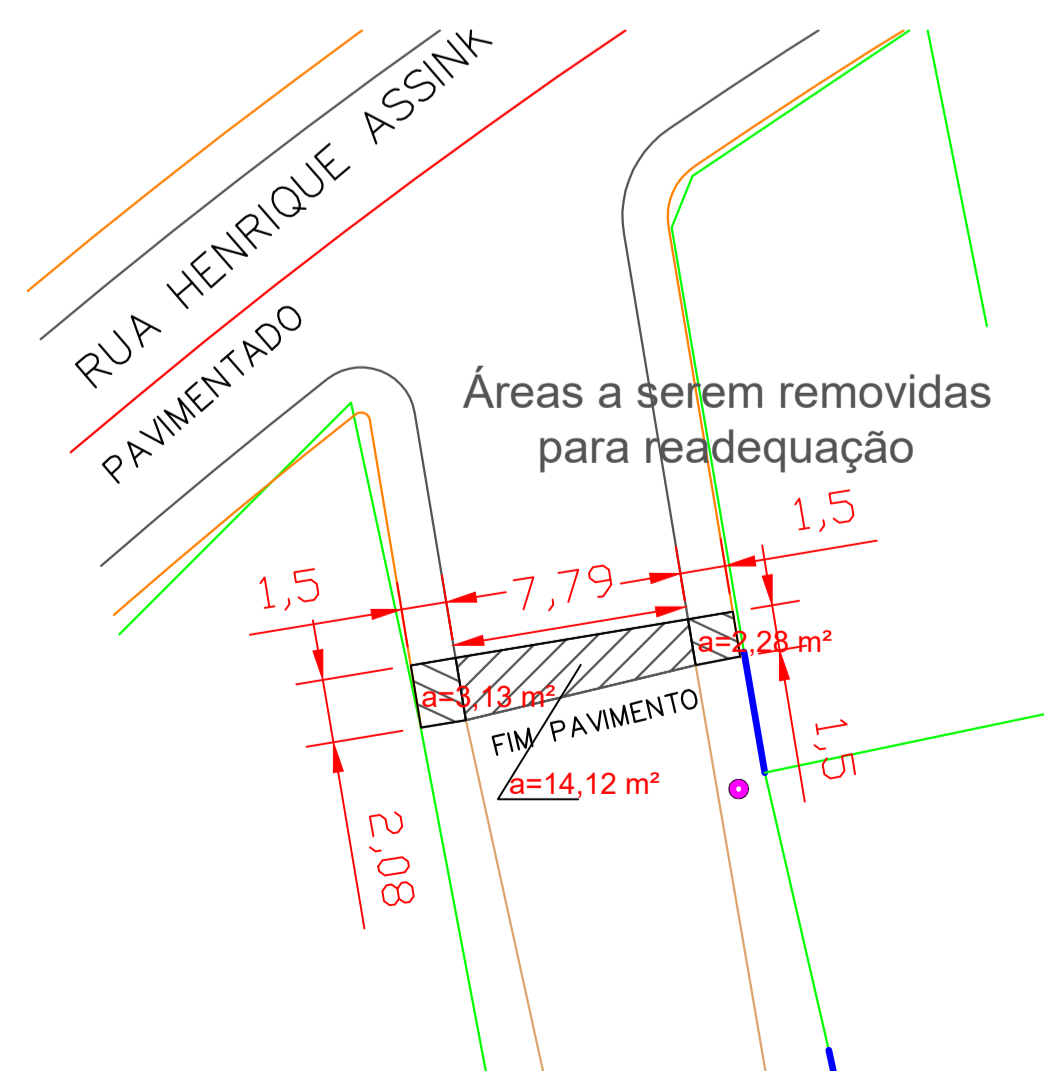 RUA HENRIQUE ASSINK
PAVIMENTADO
Áreas a serem removidas
para readequação
1,5
1,5
7,79
a=2,28 m²
a=3,13 m²
FIM PAVIMENTO
1,5
a=14,12 m²
2,08